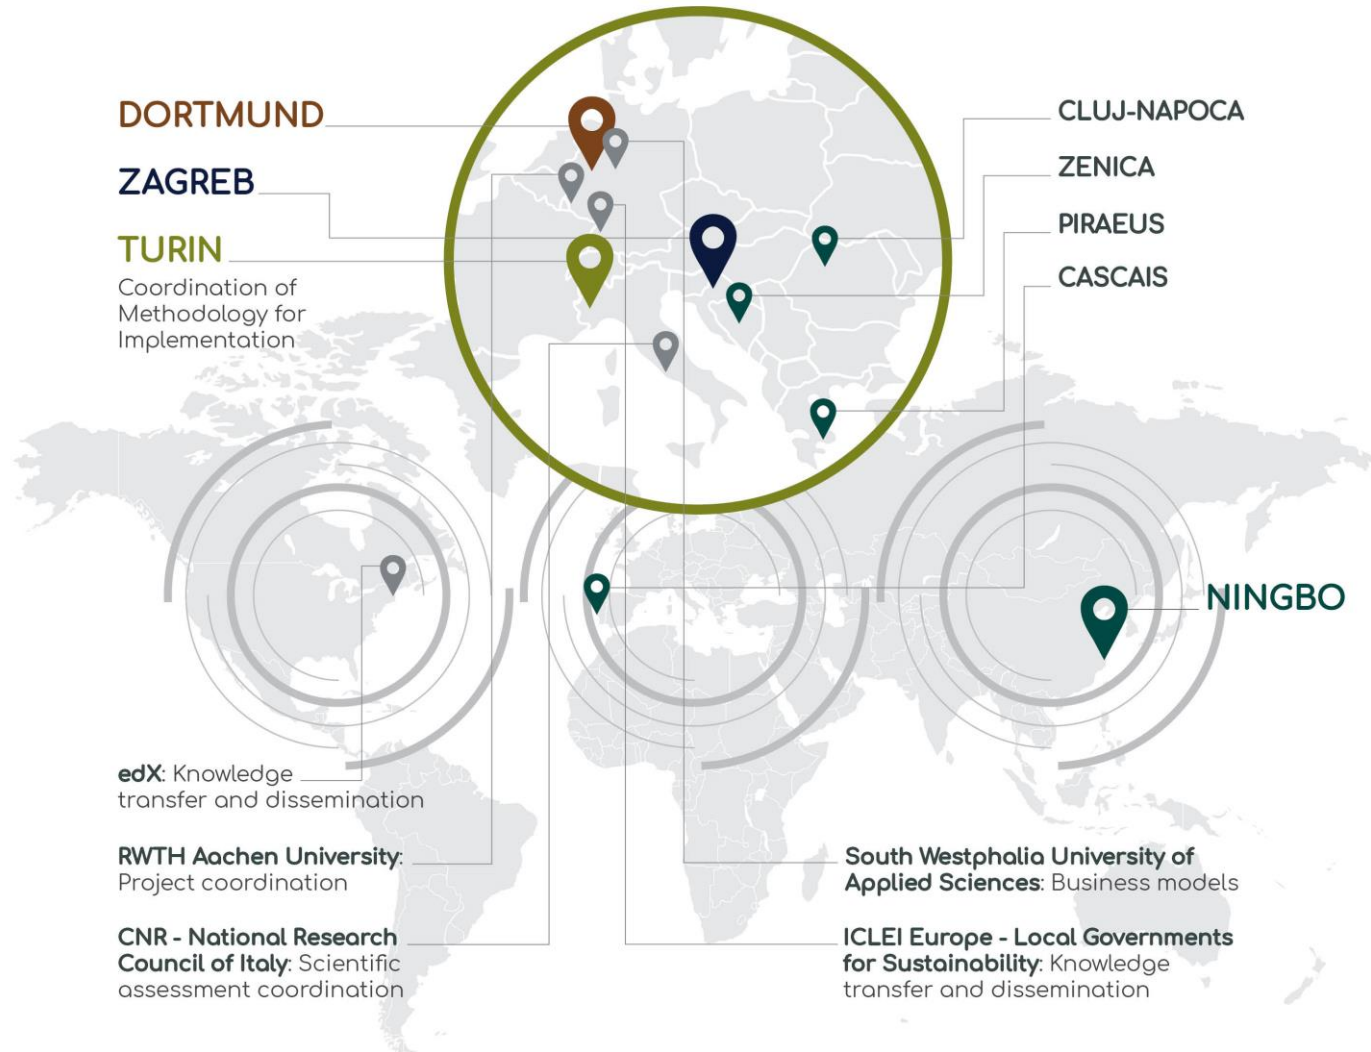 DORTMUND
ZAGREB
TURIN
Coordination of
Methodology for
Implementation
CLUJ-NAPOCA
ZENICA
PIRAEUS
CASCAIS
NINGBO
edX: Knowledge
transfer and dissemination
RWTH Aachen University:
Project coordination
CNR - National Research
Council of Italy: Scientific
assessment coordination
South Westphalia University of
Applied Sciences: Business models
ICLEI Europe - Local Governments
for Sustainability: Knowledge
transfer and dissemination